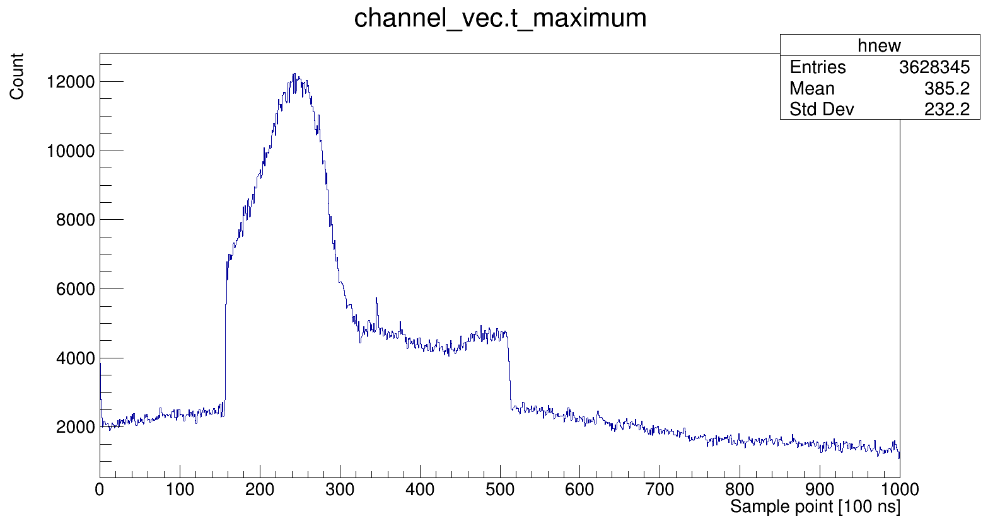 channel_vec.t_maximum
hnew
Entries 3628345
Mean 385.2
Std Dev 232.2
Count
12000
10000
8000
6000
4000
2000
0 100 200 300 400 500 600 700 800 900 1000
Sample point [100 ns]